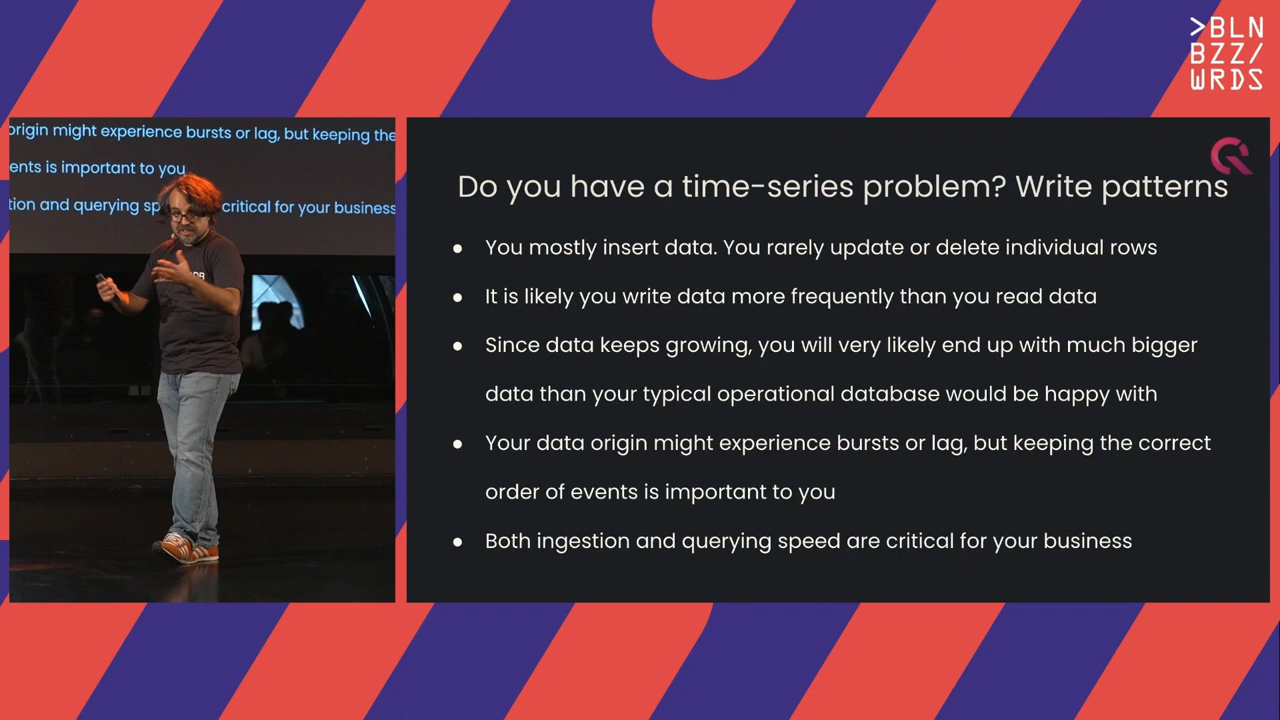 >BLN
BZZ/
WRDS
origin might experience bursts or lag, but keeping the
ents is important to you
tion and querying sp critical for your business
Do you have a time-series problem? Write patterns
● You mostly insert data. You rarely update or delete individual rows
● It is likely you write data more frequently than you read data
● Since data keeps growing, you will very likely end up with much bigger
data than your typical operational database would be happy with
● Your data origin might experience bursts or lag, but keeping the correct
order of events is important to you
● Both ingestion and querying speed are critical for your business